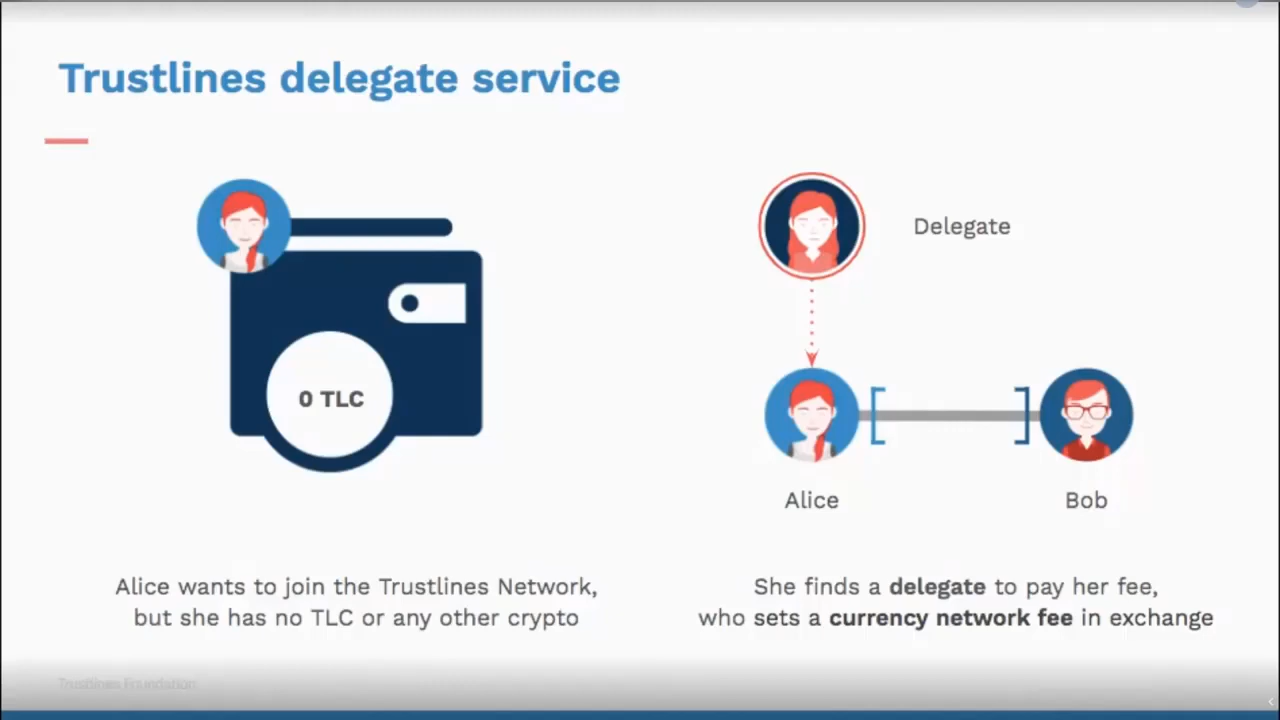 Trustlines delegate service
0 TLC
Delegate
Alice
Bob
Alice wants to join the Trustlines Network,
but she has no TLC or any other crypto
She finds a delegate to pay her fee,
who sets a currency network fee in exchange
Trustlines Foundation